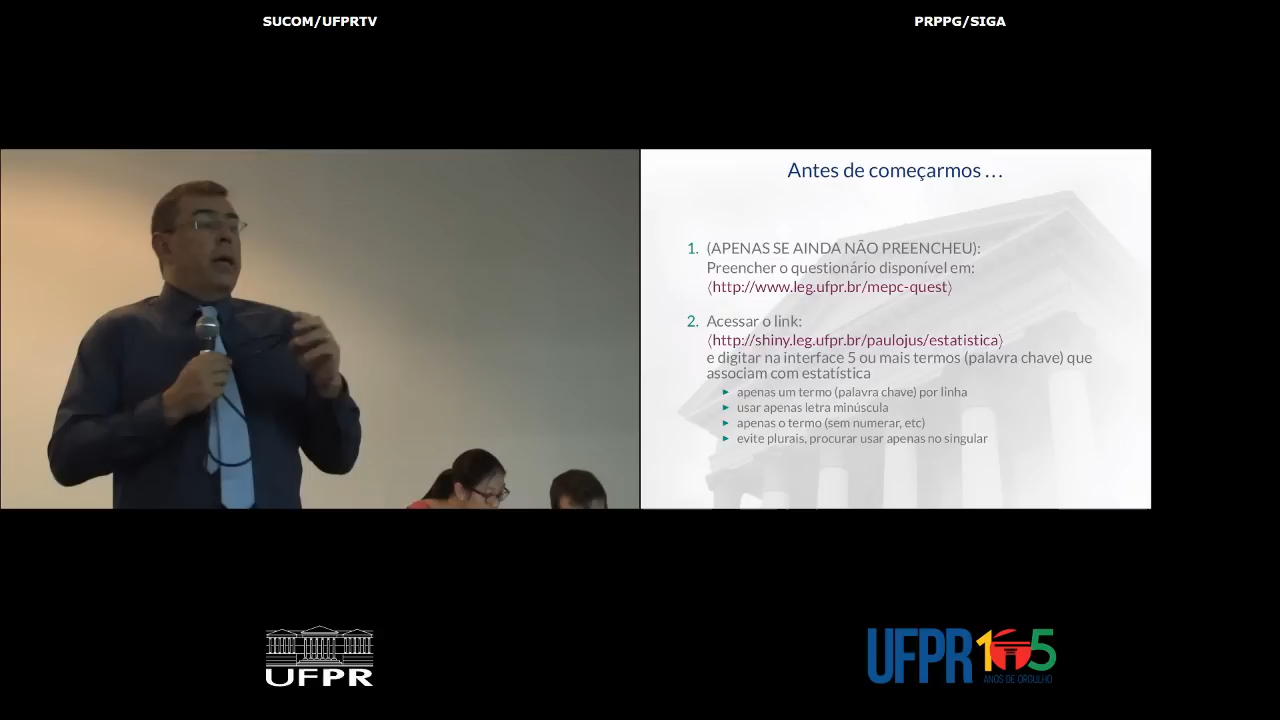 SUCOM/UFPRTV
PRPPG/SIGA
Antes de começarmos ...
1. (APENAS SE AINDA NÃO PREENCHEU):
Preencher o questionário disponível em:
⟨http://www.leg.ufpr.br/mepc-quest⟩
2. Acessar o link:
⟨http://shiny.leg.ufpr.br/paulojus/estatistica⟩
e digitar na interface 5 ou mais termos (palavra chave) que
associam com estatística
► apenas um termo (palavra chave) por linha
► usar apenas letra minúscula
► apenas o termo (sem numerar, etc)
► evite plurais, procurar usar apenas no singular
UFPR
UFPR 105
ANOS DE ORGULHO